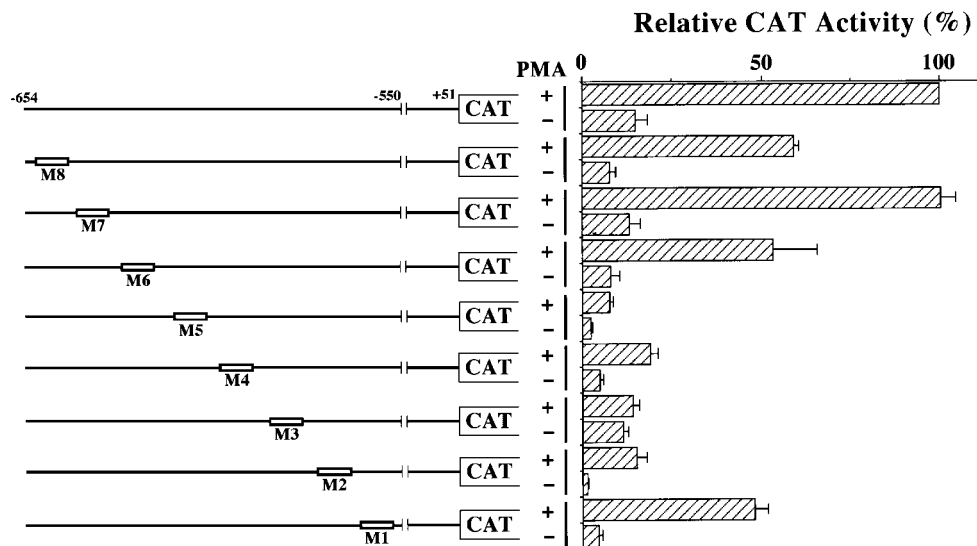 Relative CAT Activity (%)
PMA 0 50 100
-654 -550 +51 CAT +
−
M8 CAT +
−
M7 CAT +
−
M6 CAT +
−
M5 CAT +
−
M4 CAT +
−
M3 CAT +
−
M2 CAT +
−
M1 CAT +
−